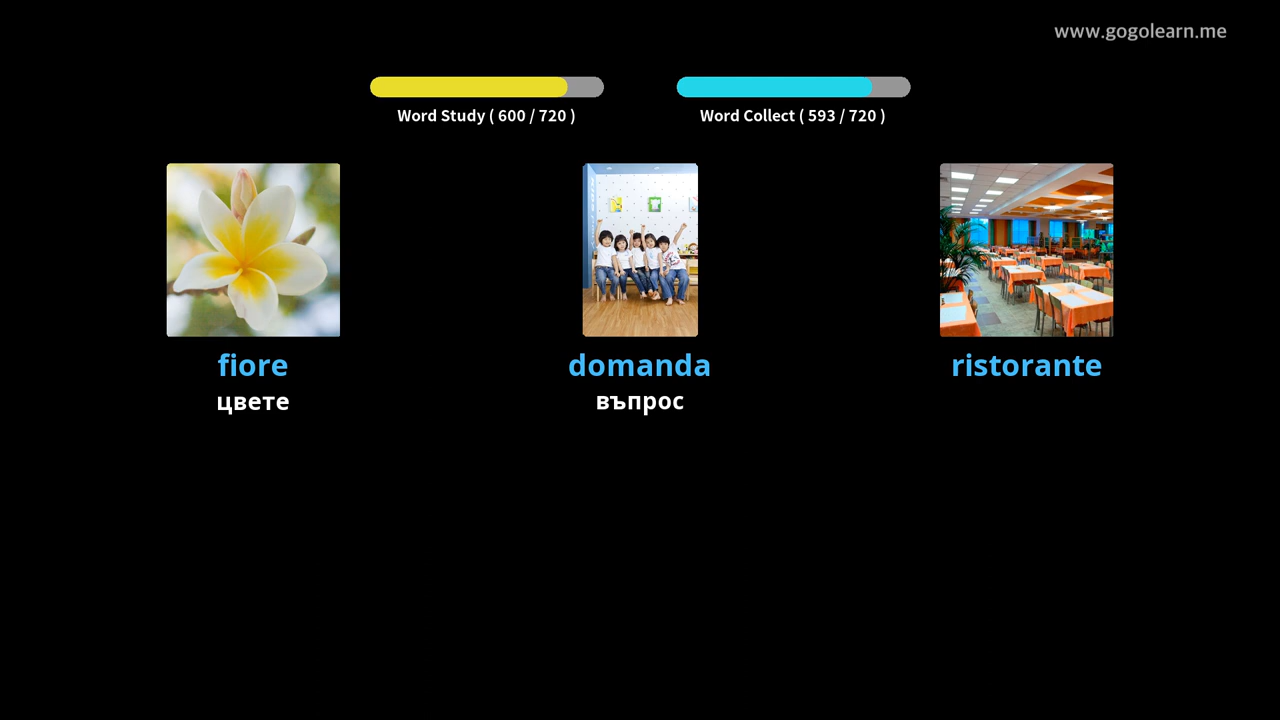 www.gogolearn.me
Word Study ( 600 / 720 )
Word Collect ( 593 / 720 )
fiore
цвете
domanda
въпрос
ristorante